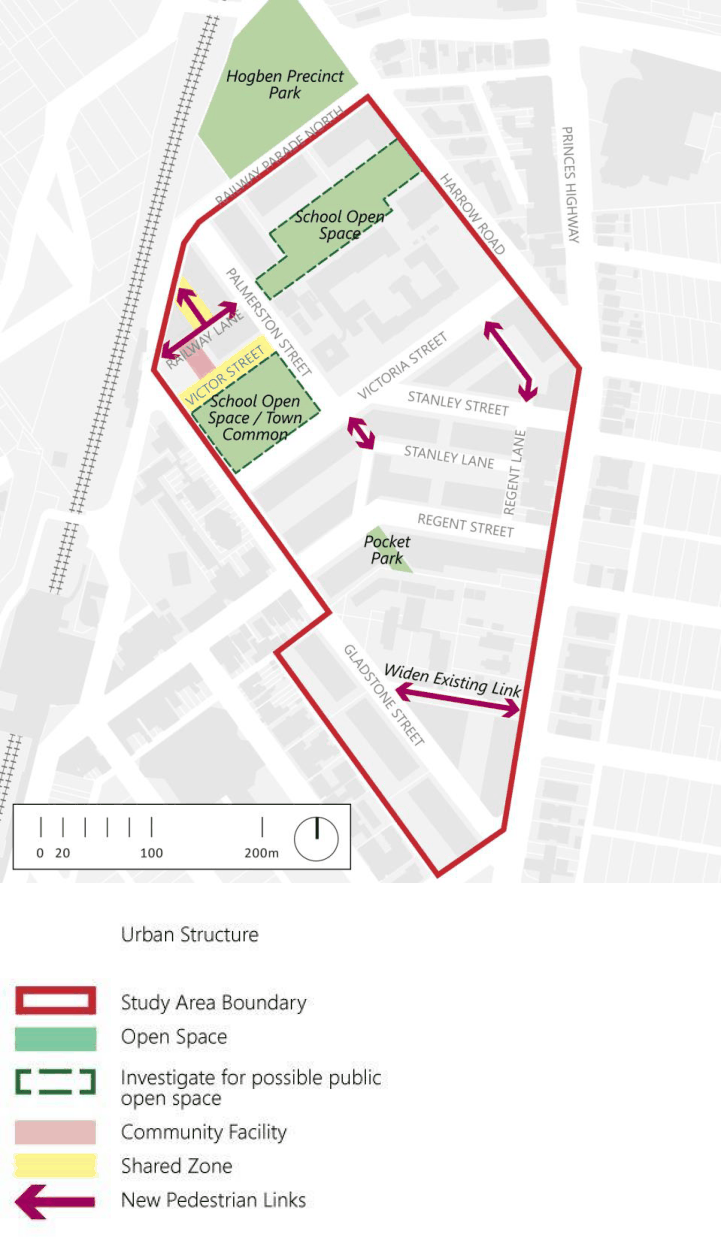 Hogben Precinct
Park
RAILWAY PARADE NORTH
PRINCES HIGHWAY
HARROW ROAD
School Open
Space
PALMERSTON STREET
RAILWAY LANE
VICTOR STREET
VICTORIA STREET
School Open
Space / Town
Common
STANLEY STREET
STANLEY LANE
REGENT LANE
REGENT STREET
Pocket
Park
GLADSTONE STREET
Widen Existing Link
0 20 100 200m
Urban Structure
Study Area Boundary
Open Space
Investigate for possible public
open space
Community Facility
Shared Zone
New Pedestrian Links